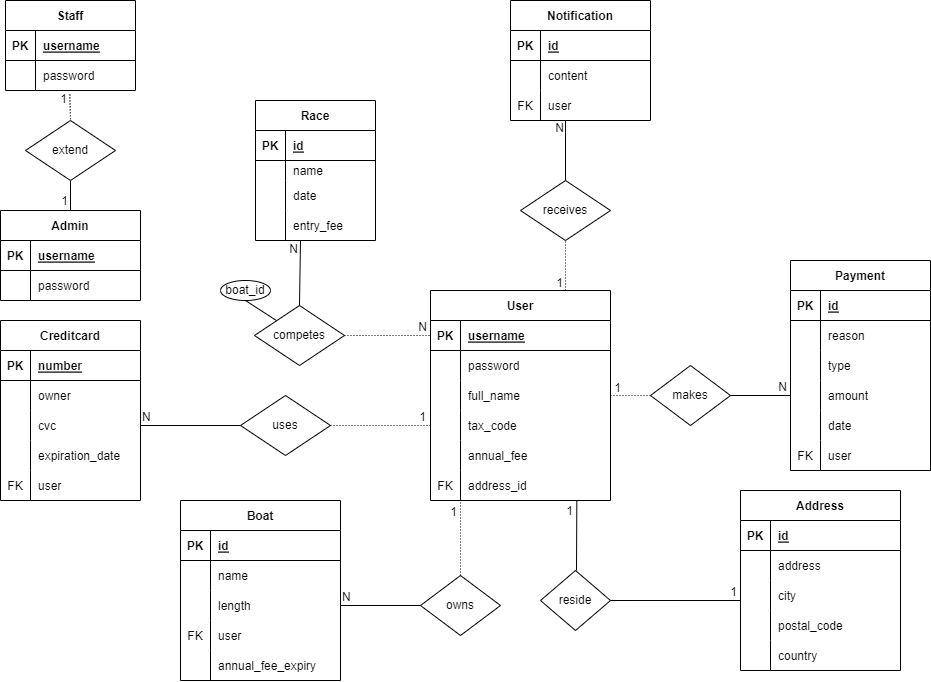 Staff
PK username
password
1
extend
1
Admin
PK username
password
Race
PK id
name
date
entry_fee
N
boat_id
competes
N
Notification
PK id
content
FK user
N
receives
1
User
PK username
password
full_name
tax_code
annual_fee
FK address_id
1
makes
N
Payment
PK id
reason
type
amount
date
FK user
Creditcard
PK number
owner
cvc
expiration_date
FK user
N
uses
1
Boat
PK id
name
length
FK user
annual_fee_expiry
N
owns
1
1
reside
1
Address
PK id
address
city
postal_code
country